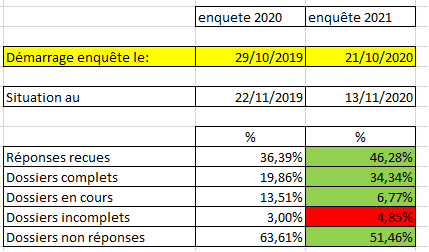 enquete 2020 enquête 2021
Démarrage enquête le: 29/10/2019 21/10/2020
Situation au 22/11/2019 13/11/2020
% %
Réponses recues 36,39% 46,28%
Dossiers complets 19,86% 34,34%
Dossiers en cours 13,51% 6,77%
Dossiers incomplets 3,00% 4,85%
Dossiers non réponses 63,61% 51,46%